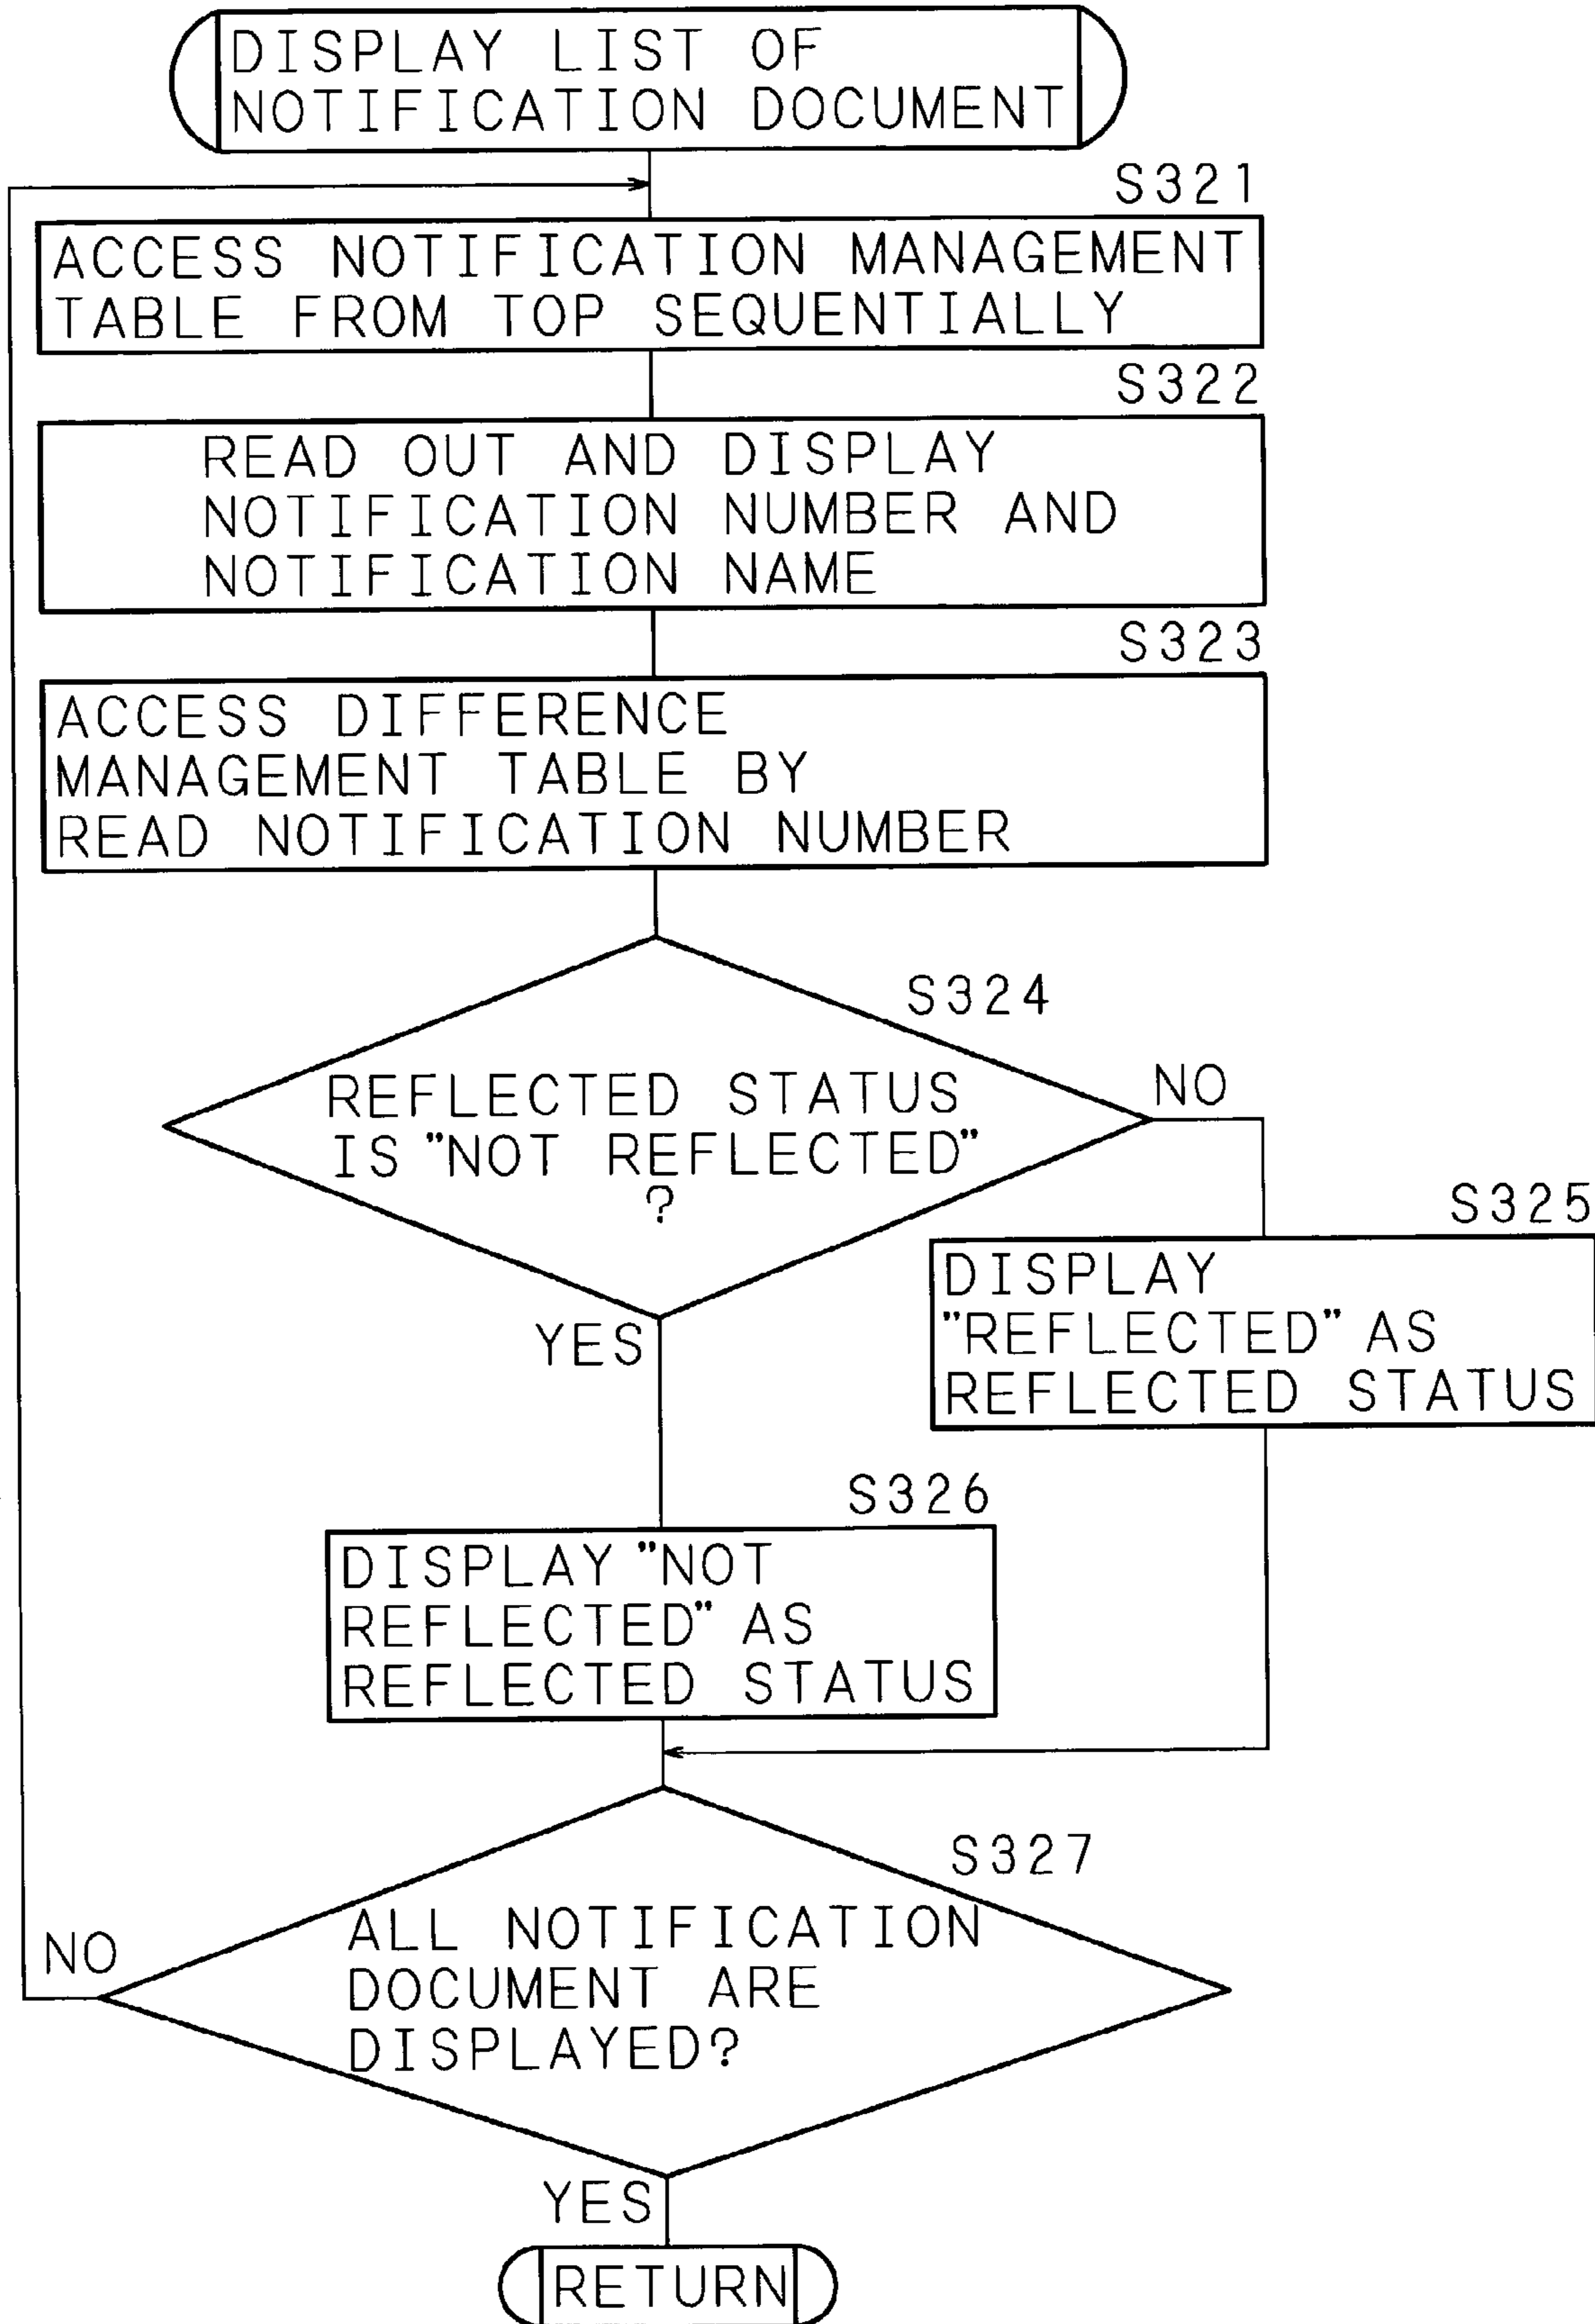 DISPLAY LIST OF
NOTIFICATION DOCUMENT
S321
ACCESS NOTIFICATION MANAGEMENT
TABLE FROM TOP SEQUENTIALLY
S322
READ OUT AND DISPLAY
NOTIFICATION NUMBER AND
NOTIFICATION NAME
S323
ACCESS DIFFERENCE
MANAGEMENT TABLE BY
READ NOTIFICATION NUMBER
S324
REFLECTED STATUS
IS "NOT REFLECTED"
?
NO
YES
S325
DISPLAY
"REFLECTED" AS
REFLECTED STATUS
S326
DISPLAY "NOT
REFLECTED" AS
REFLECTED STATUS
S327
ALL NOTIFICATION
DOCUMENT ARE
DISPLAYED?
NO
YES
RETURN